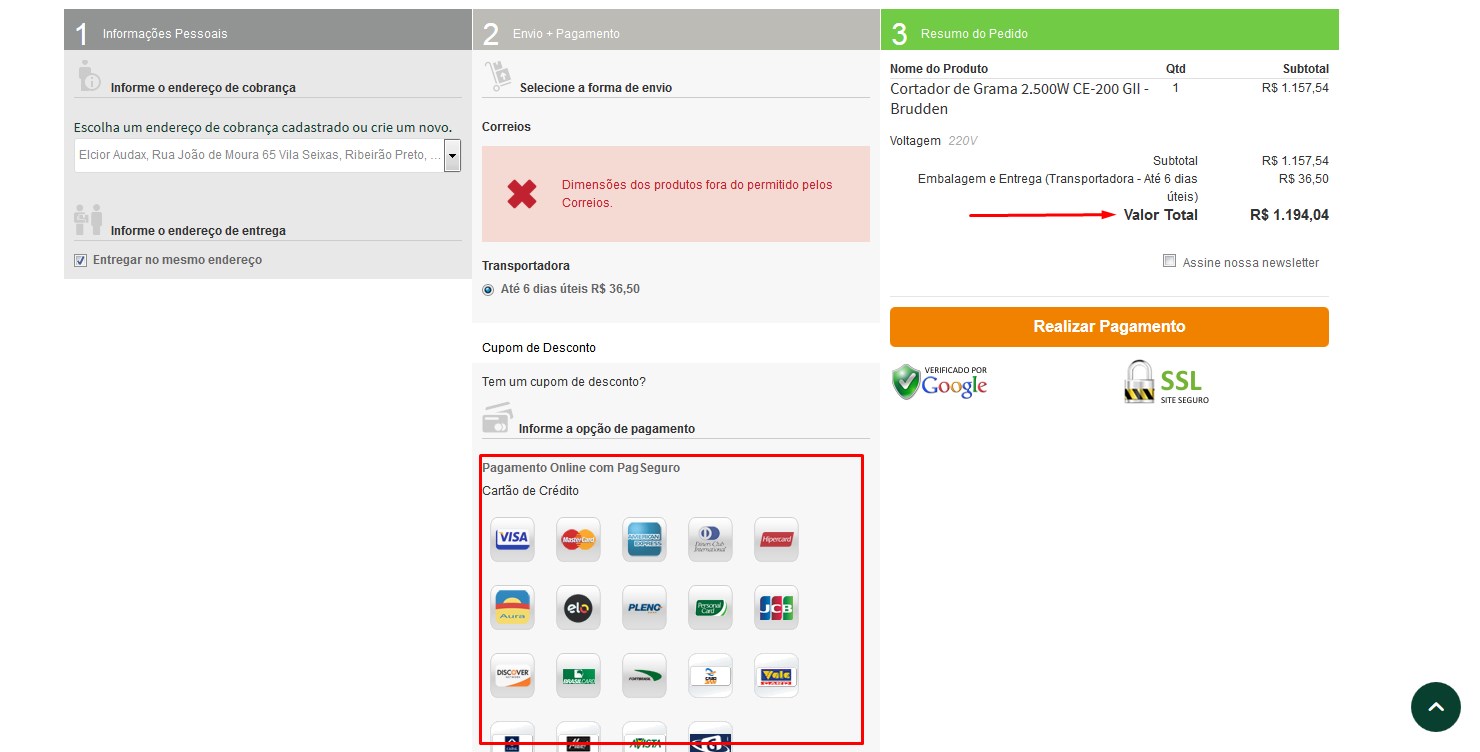 1 Informações Pessoais
Informe o endereço de cobrança
Escolha um endereço de cobrança cadastrado ou crie um novo.
Elcior Audax, Rua João de Moura 65 Vila Seixas, Ribeirão Preto, ...
Informe o endereço de entrega
Entregar no mesmo endereço
2 Envio + Pagamento
Selecione a forma de envio
Correios
Dimensões dos produtos fora do permitido pelos
Correios.
Transportadora
Até 6 dias úteis R$ 36,50
Cupom de Desconto
Tem um cupom de desconto?
Informe a opção de pagamento
Pagamento Online com PagSeguro
Cartão de Crédito
VISA MasterCard AMERICAN EXPRESS Diners Club International Hipercard
Aura elo PLENO Personal Card JCB
DISCOVER BRASILCARD FORTBRASIL CARD BAN Vale CARD
AVISTA
3 Resumo do Pedido
Nome do Produto Qtd Subtotal
Cortador de Grama 2.500W CE-200 GII - 1 R$ 1.157,54
Brudden
Voltagem 220V
Subtotal R$ 1.157,54
Embalagem e Entrega (Transportadora - Até 6 dias R$ 36,50
úteis)
Valor Total R$ 1.194,04
Assine nossa newsletter
Realizar Pagamento
VERIFICADO POR
Google
SSL
SITE SEGURO